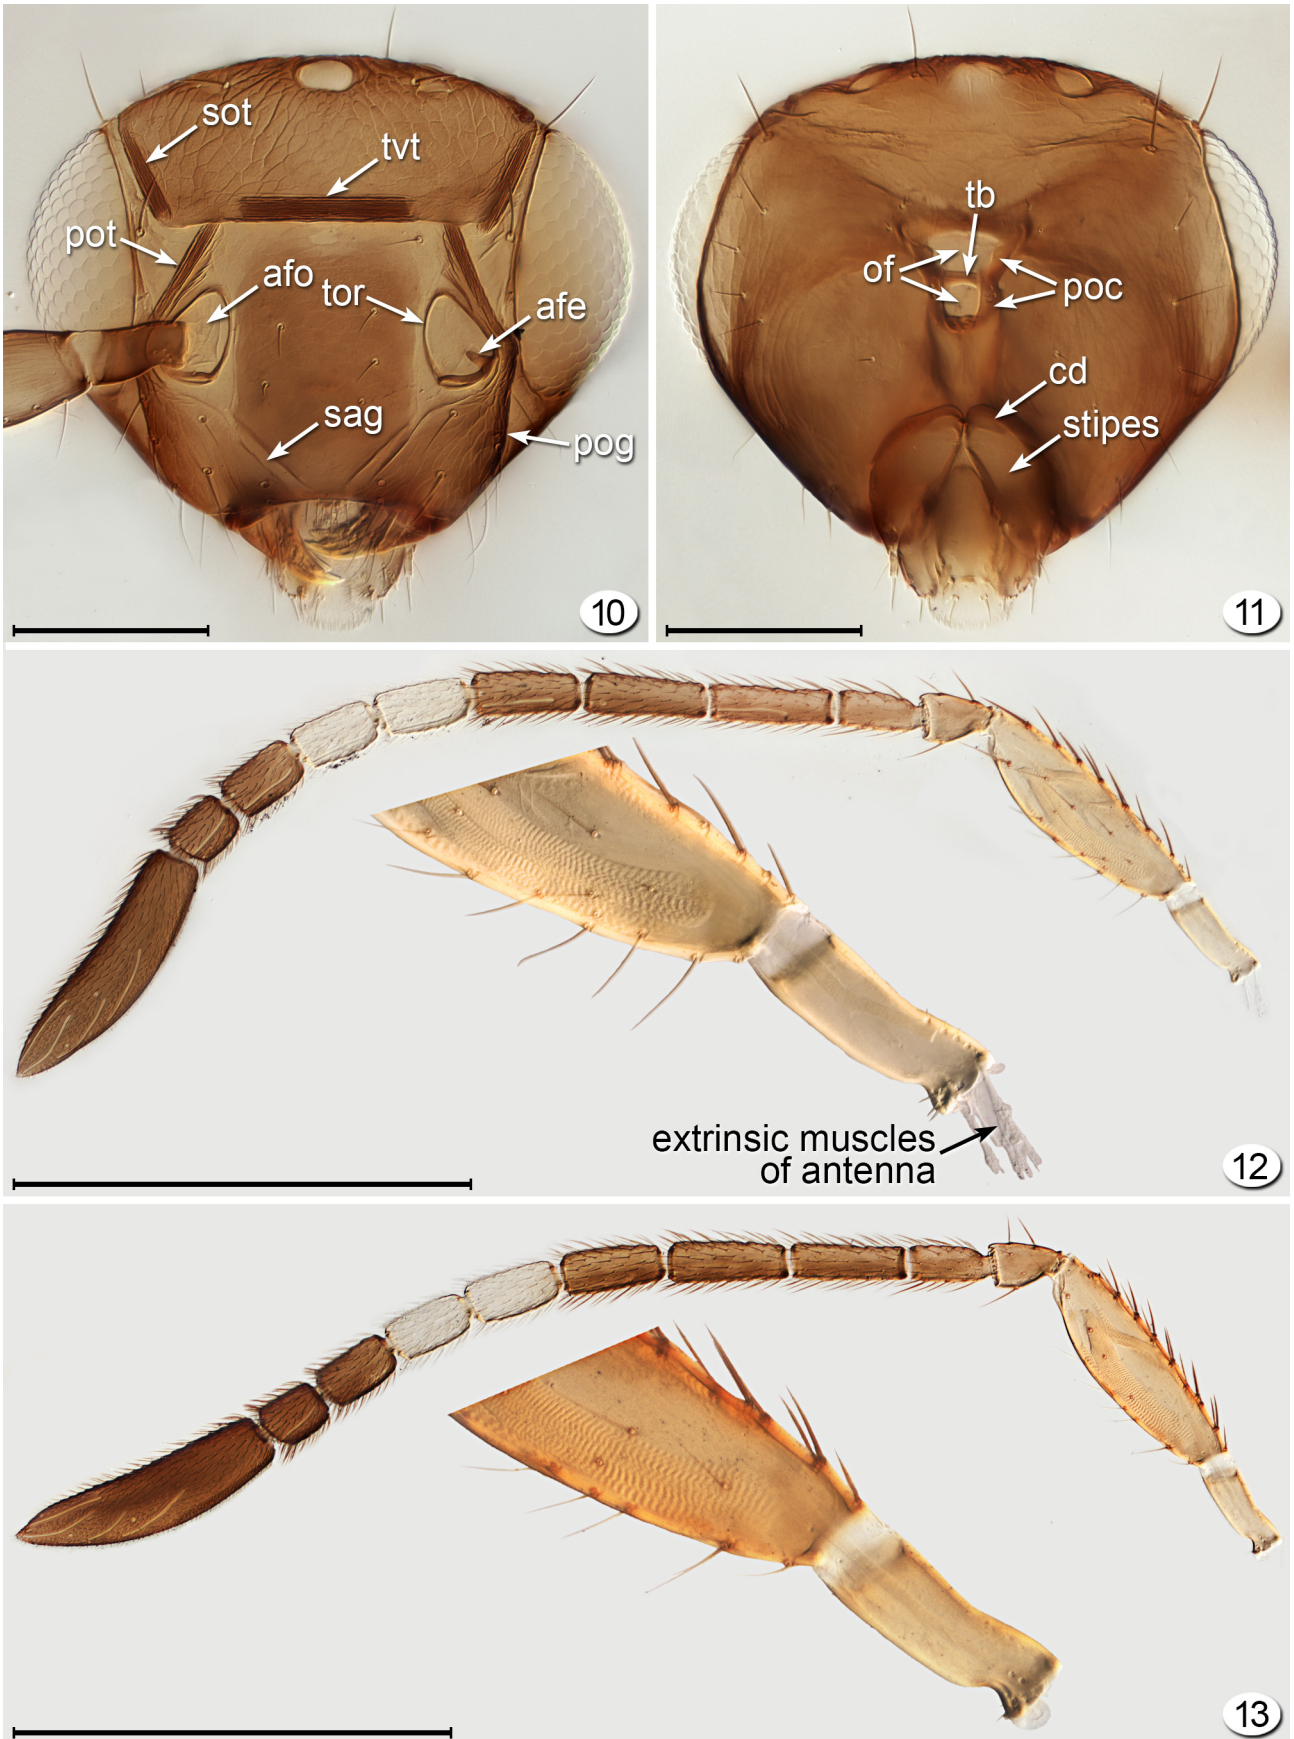 sot
tvt
pot
afo
tor
afe
sag
pog
10
tb
of
poc
cd
stipes
11
extrinsic muscles
of antenna
12
13